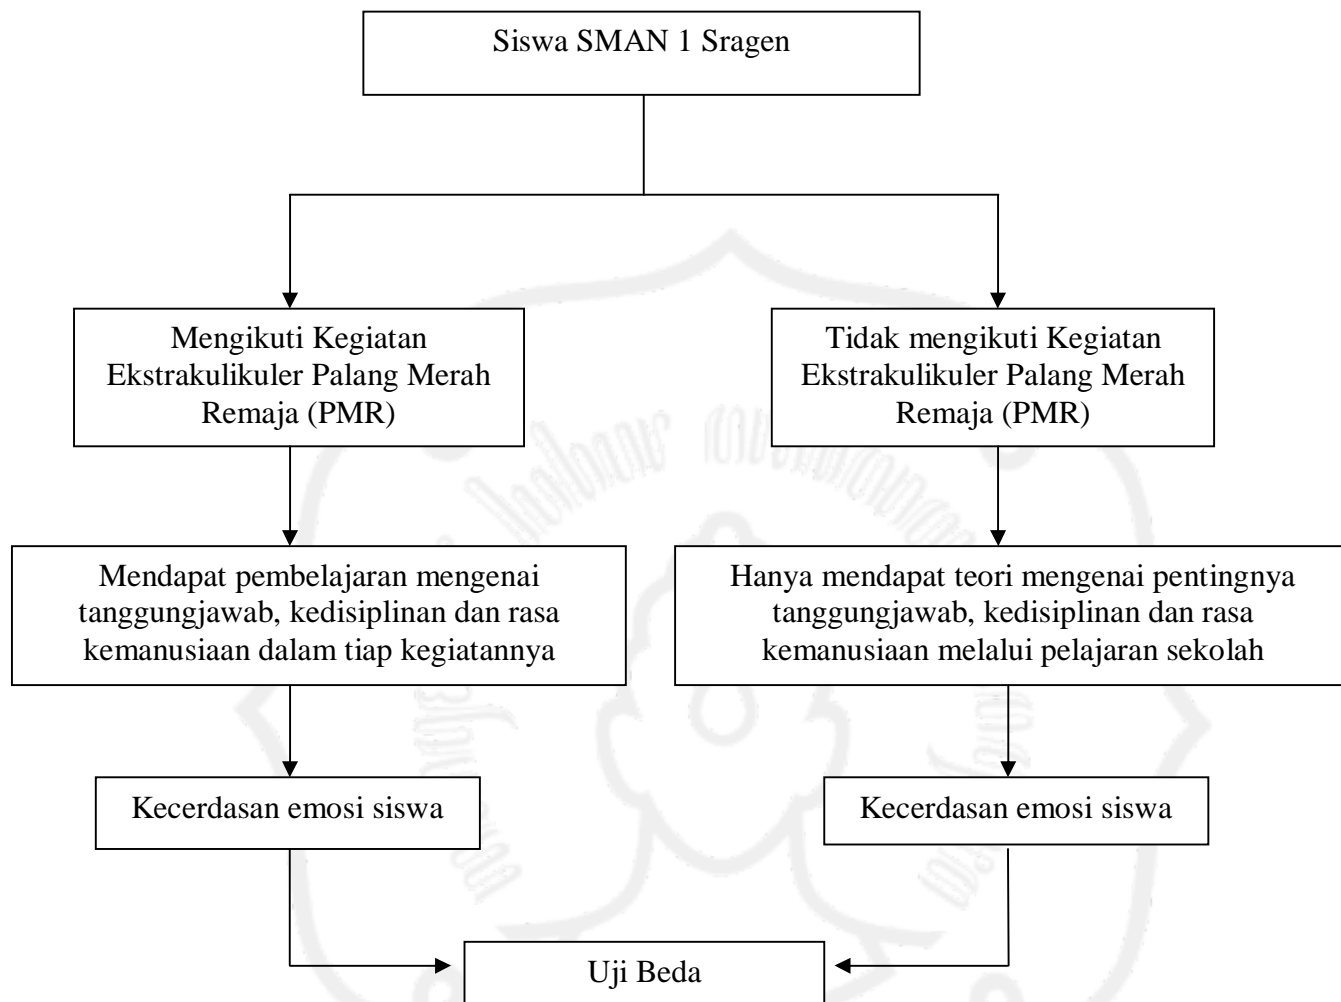 Siswa SMAN 1 Sragen
Mengikuti Kegiatan
Ekstrakulikuler Palang Merah
Remaja (PMR)
Tidak mengikuti Kegiatan
Ekstrakulikuler Palang Merah
Remaja (PMR)
Mendapat pembelajaran mengenai
tanggungjawab, kedisiplinan dan rasa
kemanusiaan dalam tiap kegiatannya
Hanya mendapat teori mengenai pentingnya
tanggungjawab, kedisiplinan dan rasa
kemanusiaan melalui pelajaran sekolah
Kecerdasan emosi siswa
Kecerdasan emosi siswa
Uji Beda